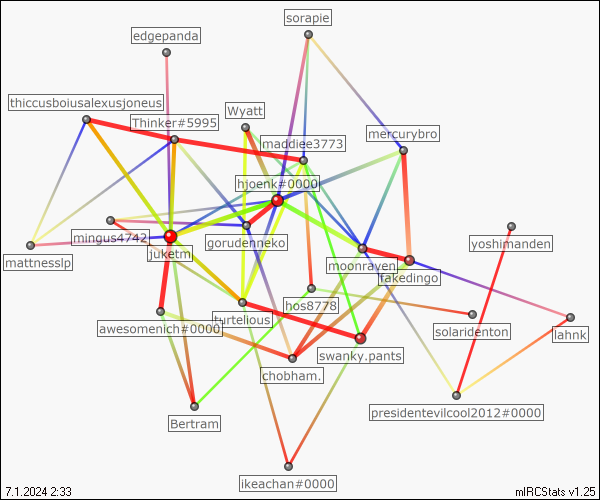 sorapie
edgepanda
thiccusboiusalexusjoneus
Wyatt
Thinker#5995
mercurybro
maddiee3773
hjoenk#0000
mingus4742
gorudenneko
yoshimanden
juketm
mattnesslp
moonraven
fakedingo
hos8778
turtelious
awesomenich#0000
solaridenton
lahnk
swanky.pants
chobham.
presidentevilcool2012#0000
Bertram
ikeachan#0000
7.1.2024 2:33
mIRCStats v1.25